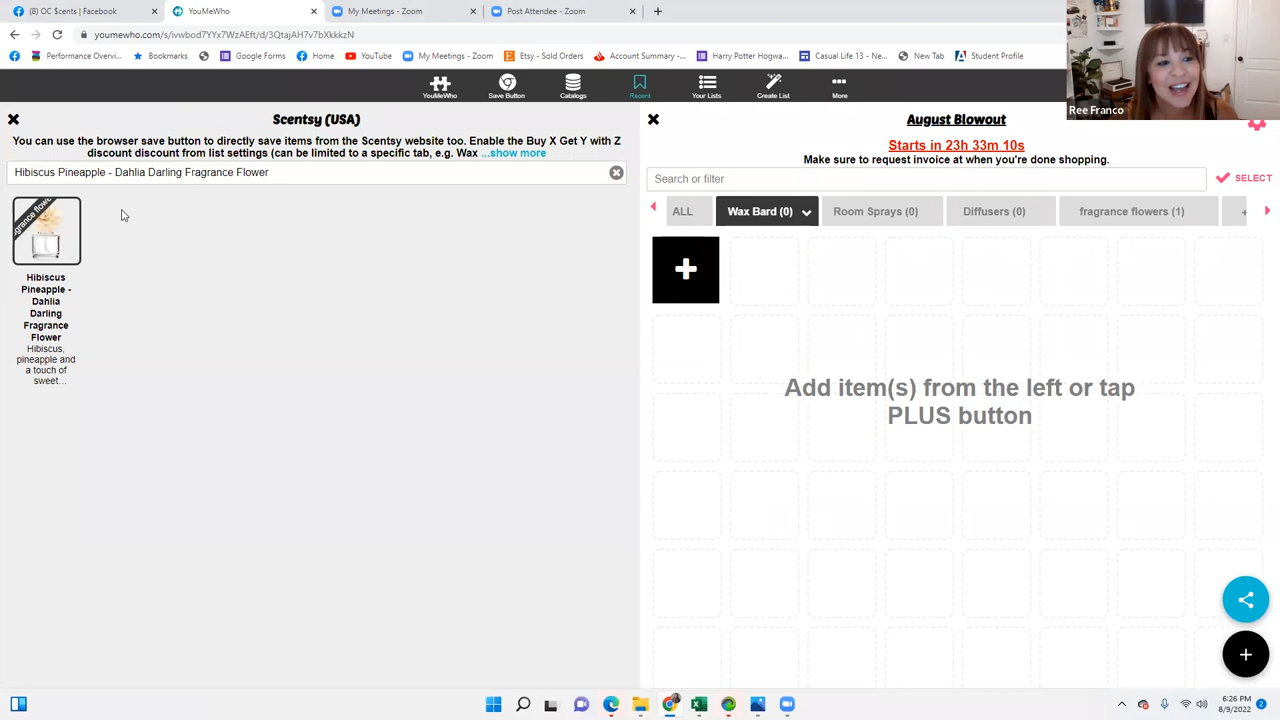 (8) OC $cents | Facebook
YouMeWho
My Meetings - Zoom
Post Attendee - Zoom
youmewho.com/s/ivwbod7YYx7WzAEft/d/3QtajAH7v7bXkkkzN
Performance Overvi...
Booking
Google Forms
Home
YouTube
My Meetings - Zoom
Etsy - Sold Orders
Account Summary -...
Harry Potter Hogwa...
Casual Life 13 - Ne...
New Tab
Student Profile
Ree Franco
YouMeWho
Save Button
Catalogs
Recent
Your Lists
Create List
More
Scentsy (USA)
You can use the browser save button to directly save items from the Scentsy website too. Enable the Buy X Get Y with Z
discount discount from list settings (can be limited to a specific tab, e.g. Wax ...show more
Hibiscus Pineapple - Dahlia Darling Fragrance Flower
Hibiscus
Pineapple -
Dahlia
Darling
Fragrance
Flower
Hibiscus,
pineapple and
a touch of
sweet...
August Blowout
Starts in 23h 33m 10s
Make sure to request invoice at when you're done shopping.
Search or filter
SELECT
ALL
Wax Bard (0)
Room Sprays (0)
Diffusers (0)
fragrance flowers (1)
Add item(s) from the left or tap
PLUS button
6:26 PM
8/9/2022
2